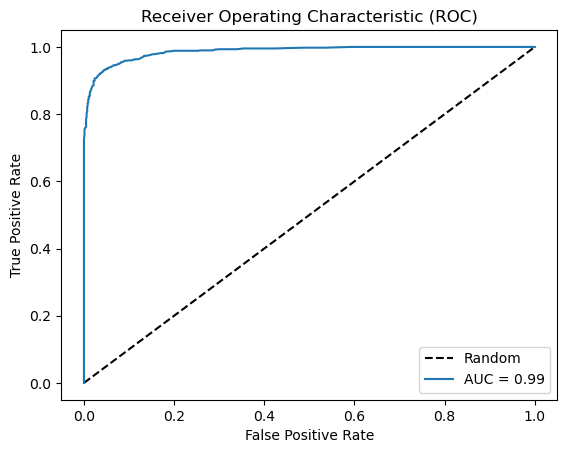 Receiver Operating Characteristic (ROC)
True Positive Rate
1.0
0.8
0.6
0.4
0.2
0.0
0.0 0.2 0.4 0.6 0.8 1.0
False Positive Rate
Random
AUC = 0.99